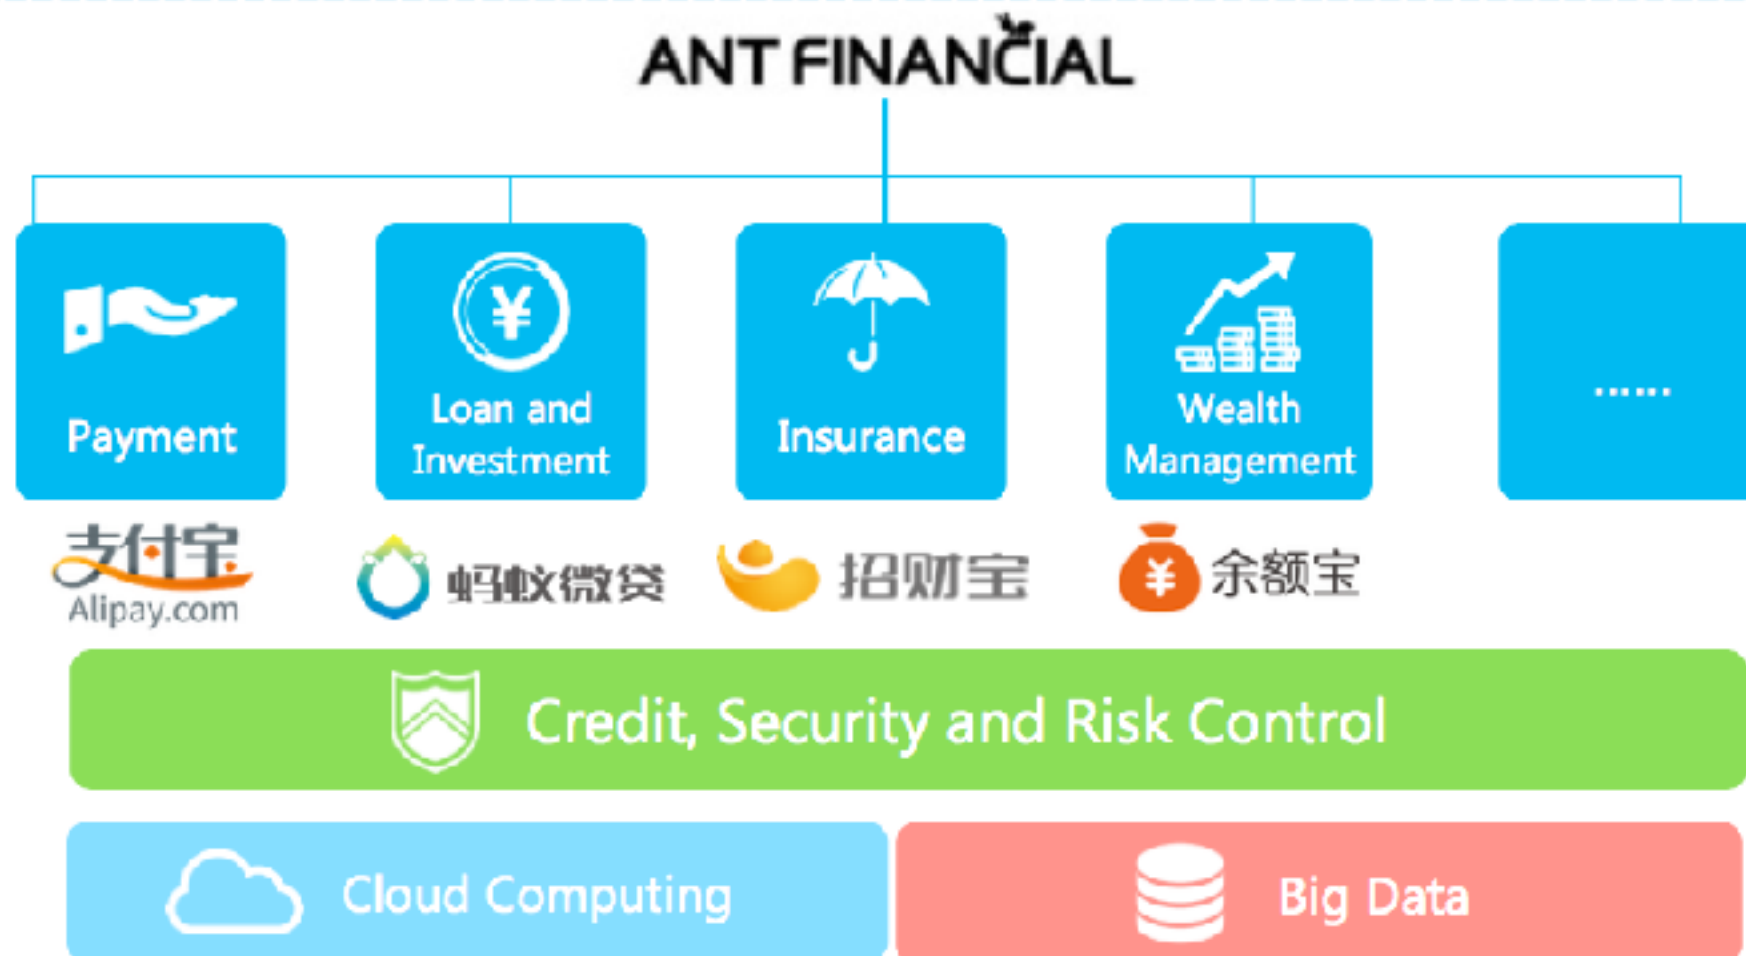 ANT FINANCIAL
Payment
Loan and
Investment
Insurance
Wealth
Management
......
支付宝
Alipay.com
蚂蚁微贷
招财宝
余额宝
Credit, Security and Risk Control
Cloud Computing
Big Data